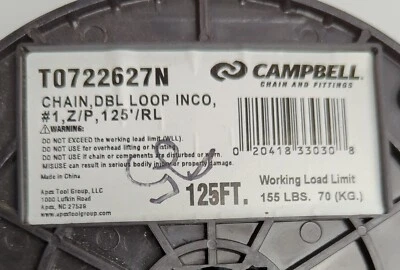 T0722627N
CAMPBELL
CHAIN AND FITTINGS
CHAIN, DBL LOOP INCO,
#1,Z/P,125'/RL
WARNING:
DO NOT EXCEED THE WORKING LOAD LIMIT (WLL).
DO NOT USE FOR OVERHEAD LIFTING OR HOISTING
DO NOT USE IF CHAIN OR COMPONENTS ARE DISTORTED OR WORN.
MISUSE CAN RESULT IN SERIOUS BODILY INJURY OR PROPERTY DAMAGE.
Made in China
0 20418 33030 8
Apex Tool Group, LLC
1000 Lufkin Road
Apex, NC 27539
www.apextoolgroup.com
125FT.
Working Load Limit
155 LBS. 70 (KG.)